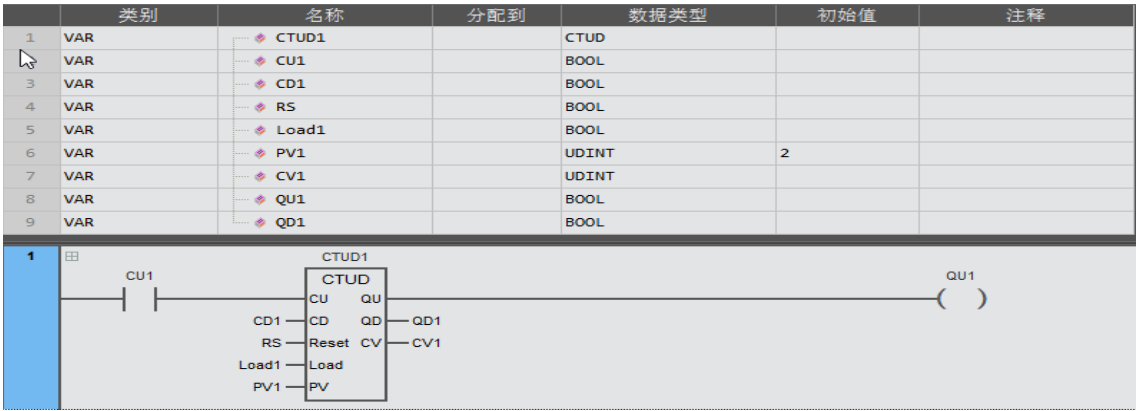 类别 名称 分配到 数据类型 初始值 注释
1 VAR CTUD1 CTUD
VAR CU1 BOOL
3 VAR CD1 BOOL
4 VAR RS BOOL
5 VAR Load1 BOOL
6 VAR PV1 UDINT 2
7 VAR CV1 UDINT
8 VAR QU1 BOOL
9 VAR QD1 BOOL
1 CTUD1
CU1 CTUD QU1
CU QU
CD1 CD QD QD1
RS Reset CV CV1
Load1 Load
PV1 PV